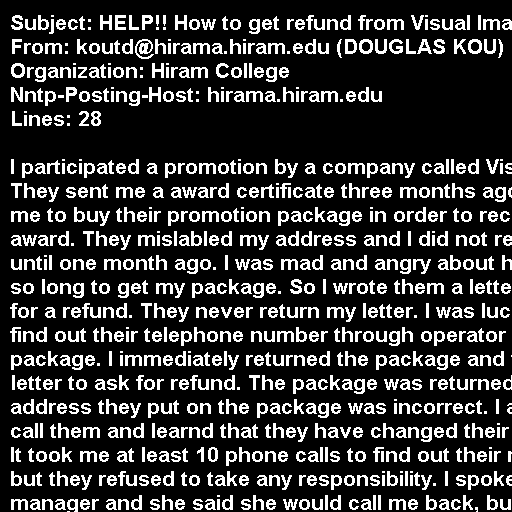 Subject: HELP!! How to get refund from Visual Ima
From: koutd@hirama.hiram.edu (DOUGLAS KOU)
Organization: Hiram College
Nntp-Posting-Host: hirama.hiram.edu
Lines: 28

I participated a promotion by a company called Vis
They sent me a award certificate three months ago
me to buy their promotion package in order to rec
award. They mislabled my address and I did not re
until one month ago. I was mad and angry about h
so long to get my package. So I wrote them a lette
for a refund. They never return my letter. I was luc
find out their telephone number through operator
package. I immediately returned the package and
letter to ask for refund. The package was returned
address they put on the package was incorrect. I a
call them and learnd that they have changed their
It took me at least 10 phone calls to find out their r
but they refused to take any responsibility. I spoke
manager and she said she would call me back, bu